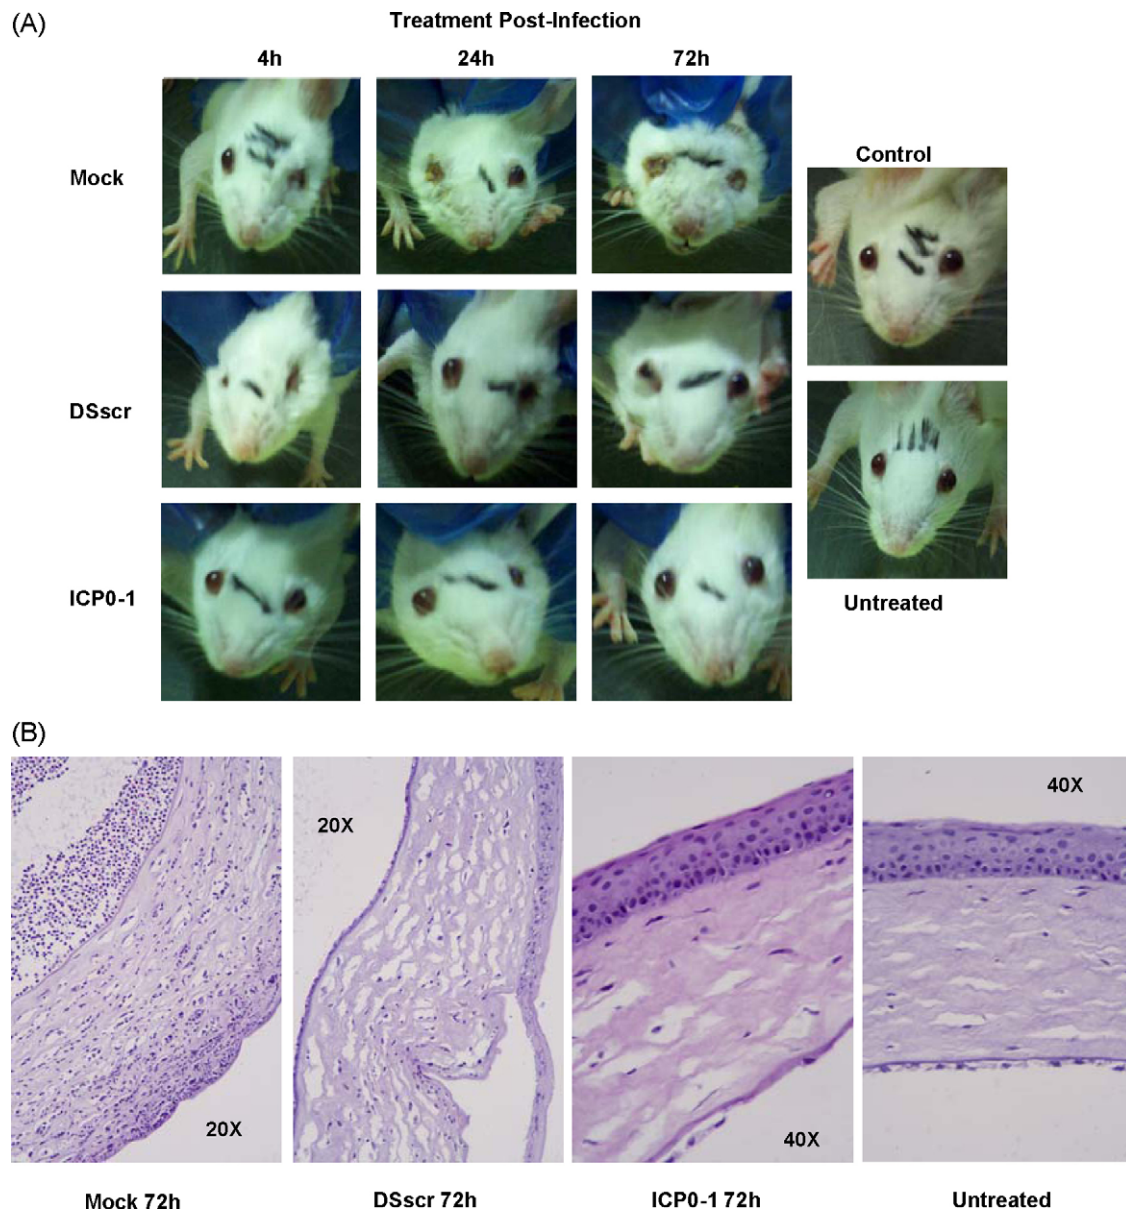 (A)
Treatment Post-Infection
4h 24h 72h
Mock
Control
DSscr
ICP0-1
Untreated
(B)
20X
20X
40X
40X
Mock 72h DSscr 72h ICP0-1 72h Untreated